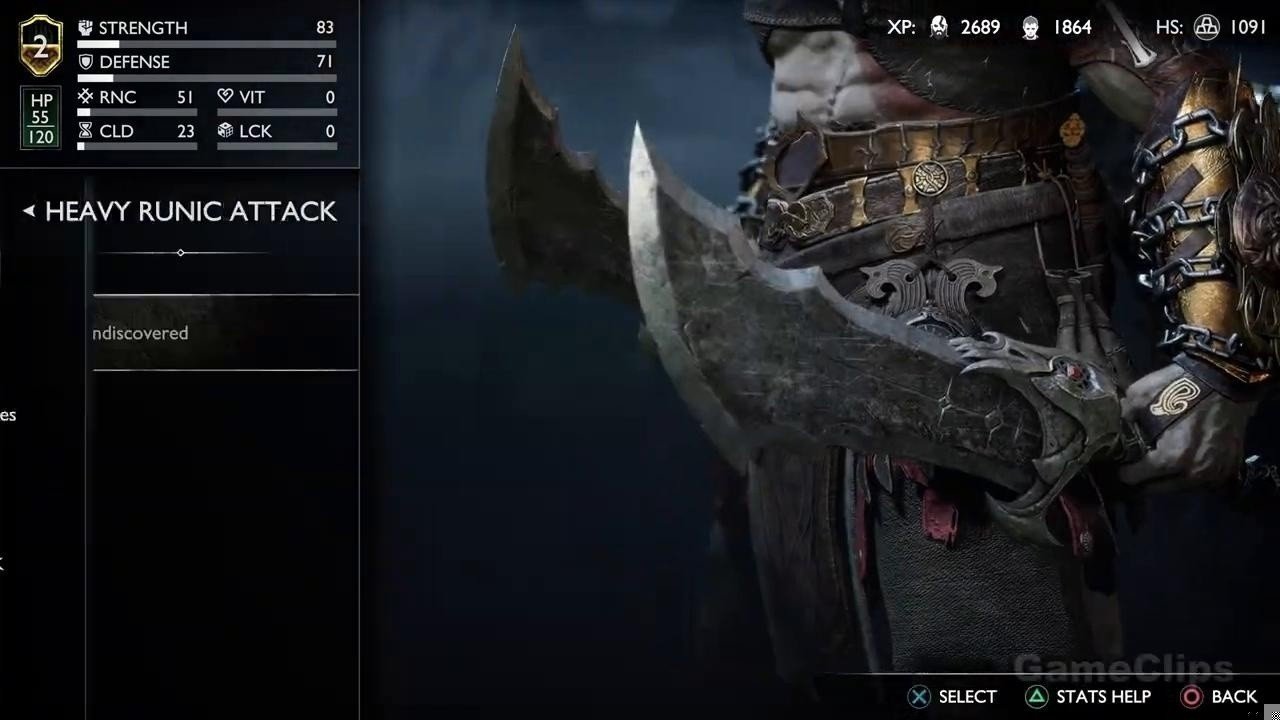 2
STRENGTH 83
DEFENSE 71
HP 55 120
RNC 51 VIT 0
CLD 23 LCK 0
XP: 2689 1864 HS: 1091
HEAVY RUNIC ATTACK
ndiscovered
es
GameClips
SELECT STATS HELP BACK